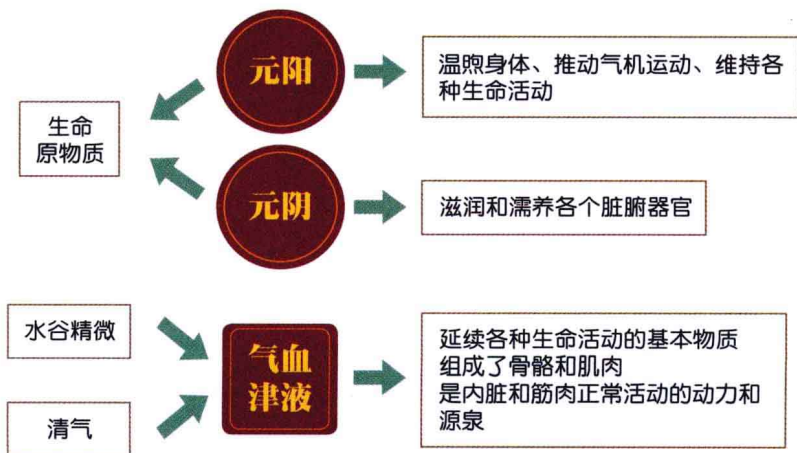 元阳
温煦身体、推动气机运动、维持各
种生命活动
生命
原物质
元阴
滋润和濡养各个脏腑器官
水谷精微
气血
津液
延续各种生命活动的基本物质
组成了骨骼和肌肉
是内脏和筋肉正常活动的动力和
源泉
清气